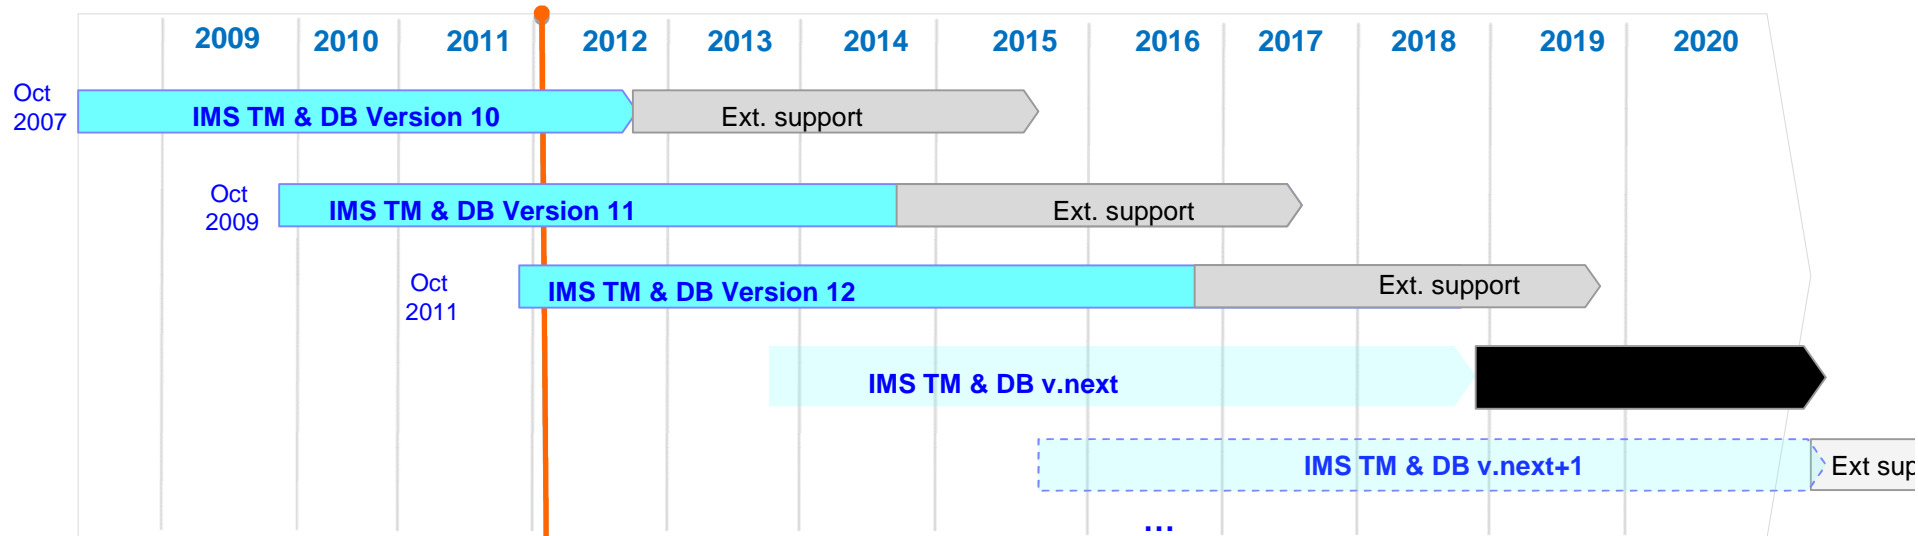 2009 2010 2011 2012 2013 2014 2015 2016 2017 2018 2019 2020
Oct
2007
IMS TM & DB Version 10
Ext. support
Oct
2009
IMS TM & DB Version 11
Ext. support
Oct
2011
IMS TM & DB Version 12
Ext. support
IMS TM & DB v.next
IMS TM & DB v.next+1
Ext sup
...